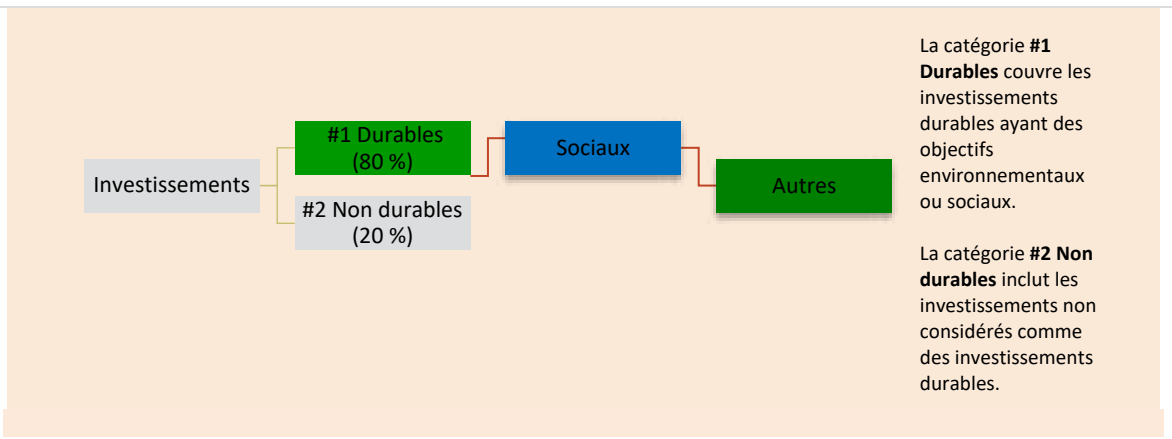 Investissements
#1 Durables
(80 %)
#2 Non durables
(20 %)
Sociaux
Autres
La catégorie #1
Durables couvre les
investissements
durables ayant des
objectifs
environnementaux
ou sociaux.
La catégorie #2 Non
durables inclut les
investissements non
considérés comme
des investissements
durables.